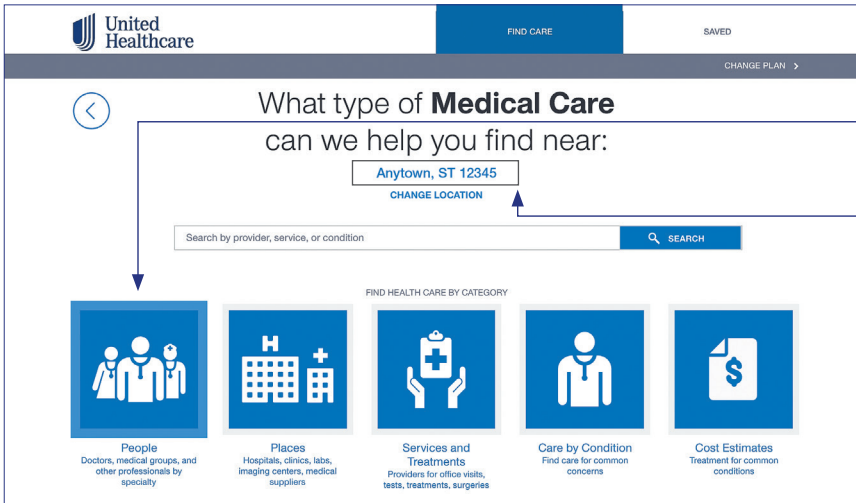 United
Healthcare
FIND CARE
SAVED
CHANGE PLAN >
What type of Medical Care
can we help you find near:
Anytown, ST 12345
CHANGE LOCATION
Search by provider, service, or condition
SEARCH
FIND HEALTH CARE BY CATEGORY
H
$
People
Doctors, medical groups, and
other professionals by
specialty
Places
Hospitals, clinics, labs,
imaging centers, medical
suppliers
Services and
Treatments
Providers for office visits,
tests, treatments, surgeries
Care by Condition
Find care for common
concerns
Cost Estimates
Treatment for common
conditions